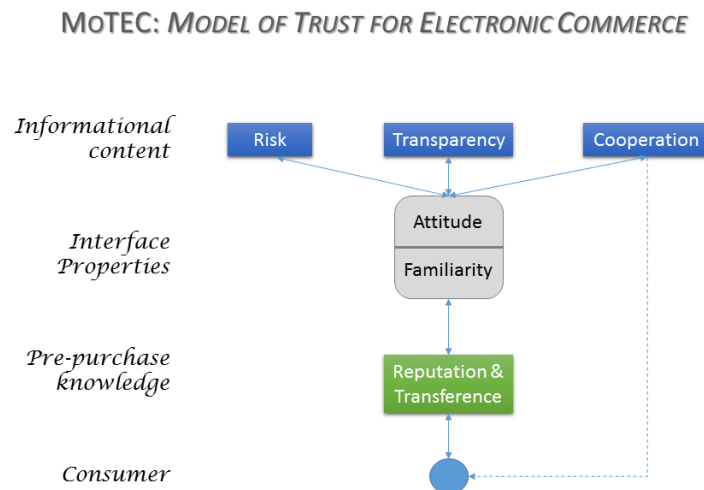 MOTEC: MODEL OF TRUST FOR ELECTRONIC COMMERCE
Informational
content
Risk
Transparency
Cooperation
Interface
Properties
Attitude
Familiarity
Pre-purchase
knowledge
Reputation &
Transference
Consumer